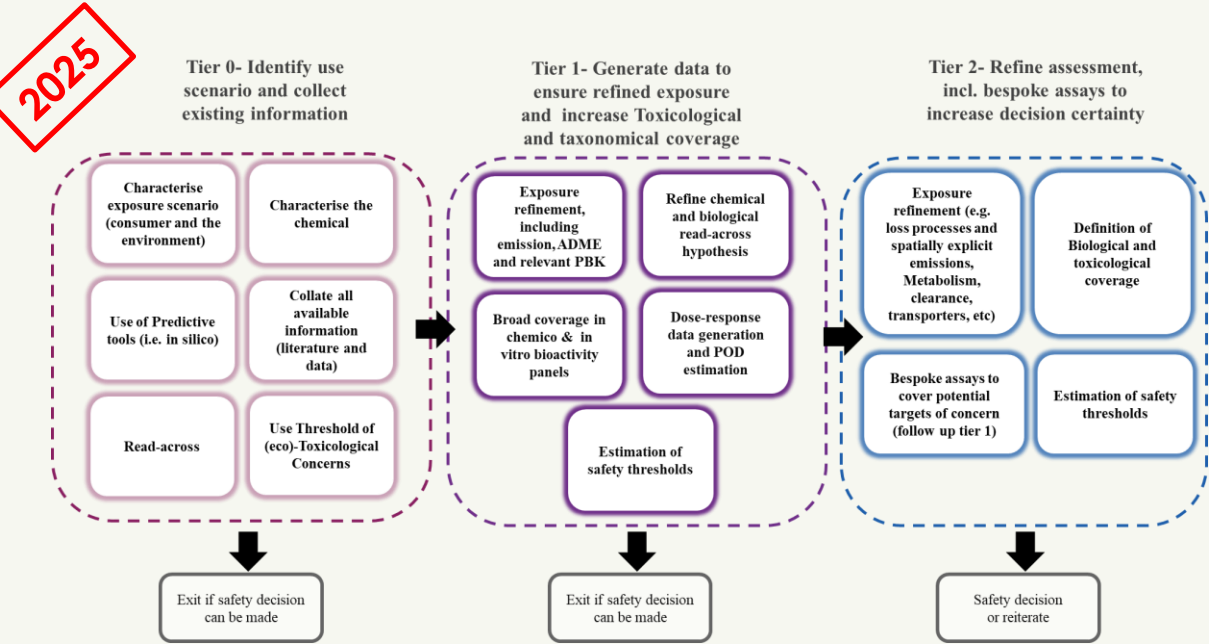 2025
Tier 0- Identify use
scenario and collect
existing information
Characterise
exposure scenario
(consumer and the
environment)
Characterise the
chemical
Use of Predictive
tools (i.e. in silico)
Collate all
available
information
(literature and
data)
Read-across
Use Threshold of
(eco)-Toxicological
Concerns
Exit if safety decision
can be made
Tier 1- Generate data to
ensure refined exposure
and increase Toxicological
and taxonomical coverage
Exposure
refinement,
including
emission, ADME
and relevant PBK
Refine chemical
and biological
read-across
hypothesis
Broad coverage in
chemico & in
vitro bioactivity
panels
Dose-response
data generation
and POD
estimation
Estimation of
safety thresholds
Exit if safety decision
can be made
Tier 2- Refine assessment,
incl. bespoke assays to
increase decision certainty
Exposure
refinement (e.g.
loss processes and
spatially explicit
emissions,
Metabolism,
clearance,
transporters, etc)
Definition of
Biological and
toxicological
coverage
Bespoke assays to
cover potential
targets of concern
(follow up tier 1)
Estimation of safety
thresholds
Safety decision
or reiterate